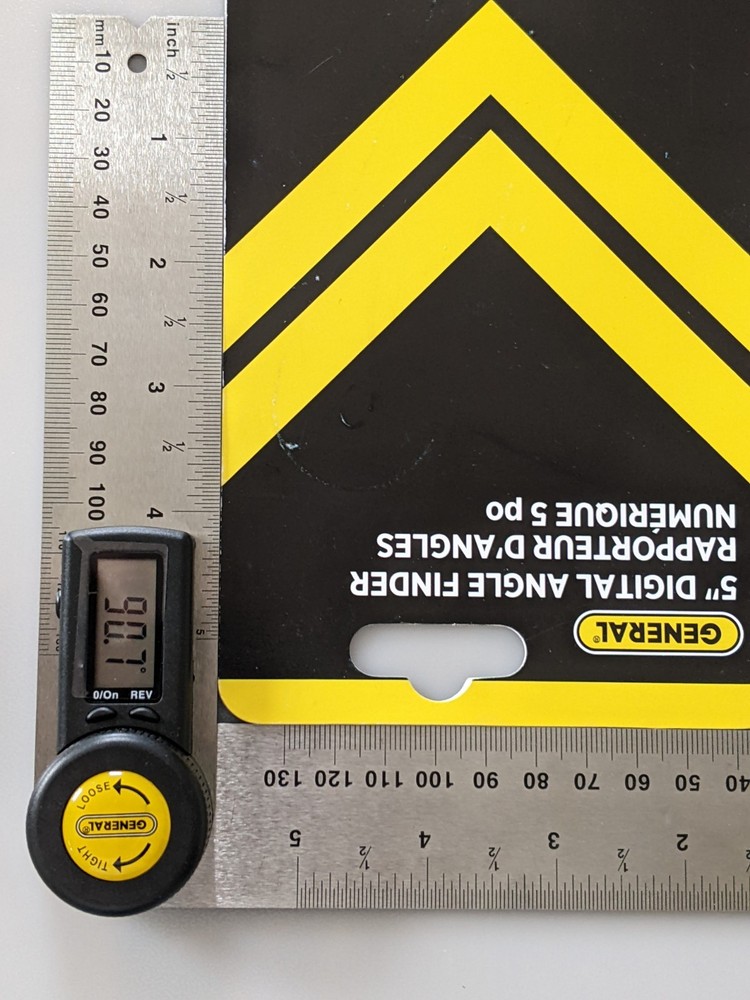 mm 10 20 30 40 50 60 70 80 90 100
inch ½ 1 ½ 2 ½ 3 ½ 4
5
5" DIGITAL ANGLE FINDER
RAPPORTEUR D'ANGLES
NUMÉRIQUE 5 po
GENERAL®
90.1°
0/On REV
LOOSE
GENERAL®
TIGHT
40 50 60 70 80 90 100 110 120 130
½ 2 ½ 3 ½ 4 ½ 5